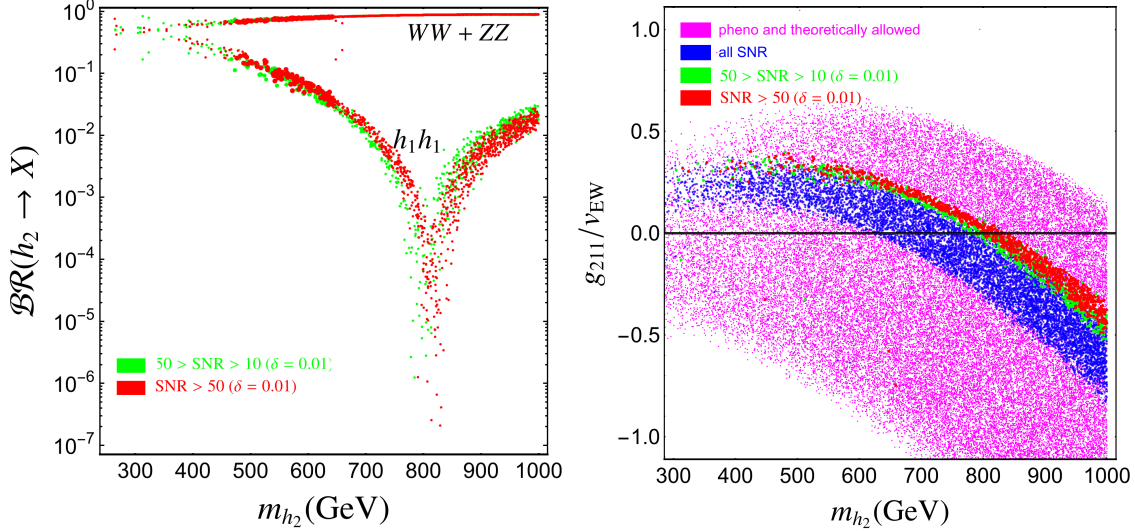 10⁰
10⁻¹
10⁻²
10⁻³
10⁻⁴
10⁻⁵
10⁻⁶
10⁻⁷
ℬℛ(h₂ → X)
WW + ZZ
h₁h₁
50 > SNR > 10 (δ = 0.01)
SNR > 50 (δ = 0.01)
300 400 500 600 700 800 900 1000
m_{h₂}(GeV)
1.0
0.5
0.0
−0.5
−1.0
g₂₁₁/v_{EW}
pheno and theoretically allowed
all SNR
50 > SNR > 10 (δ = 0.01)
SNR > 50 (δ = 0.01)
300 400 500 600 700 800 900 1000
m_{h₂}(GeV)